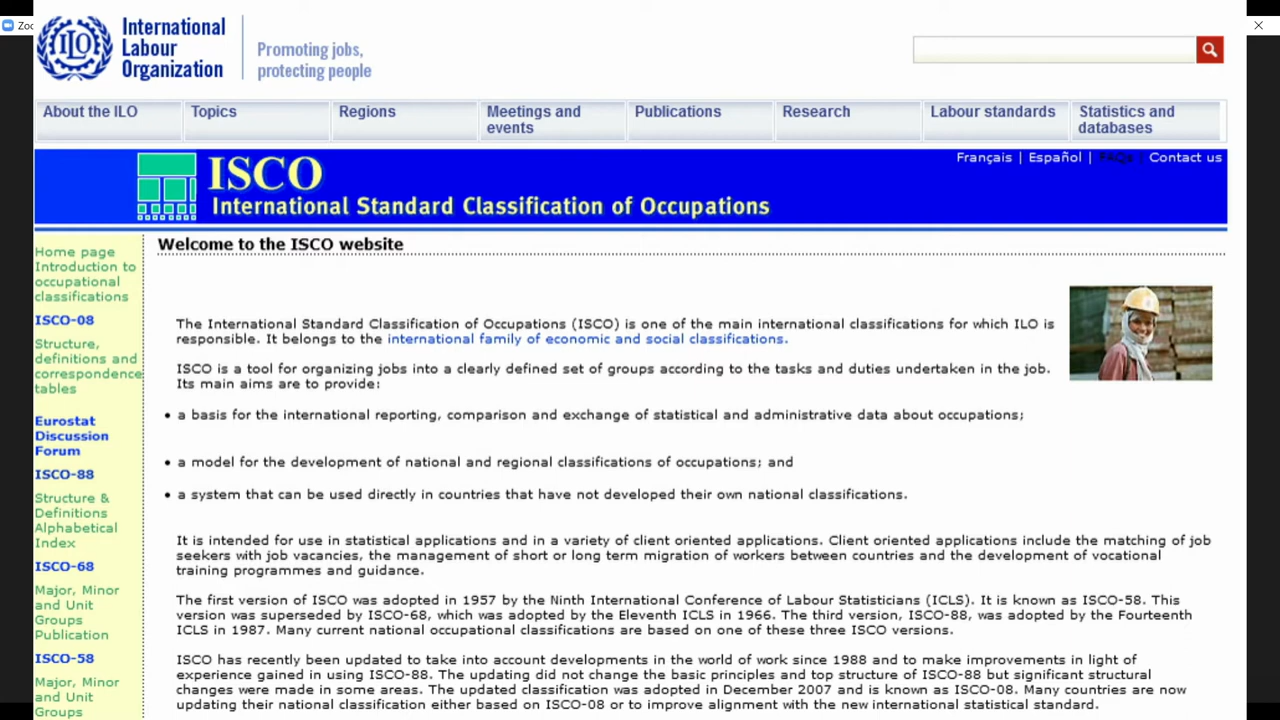 Zoo
International
Labour
Organization
Promoting jobs,
protecting people
ILO
About the ILO
Topics
Regions
Meetings and
events
Publications
Research
Labour standards
Statistics and
databases
Français | Español | FAQs | Contact us
ISCO
International Standard Classification of Occupations
Home page
Introduction to
occupational
classifications
ISCO-08
Structure,
definitions and
correspondence
tables
Eurostat
Discussion
Forum
ISCO-88
Structure &
Definitions
Alphabetical
Index
ISCO-68
Major, Minor
and Unit
Groups
Publication
ISCO-58
Major, Minor
and Unit
Groups
Welcome to the ISCO website
The International Standard Classification of Occupations (ISCO) is one of the main international classifications for which ILO is
responsible. It belongs to the international family of economic and social classifications.
ISCO is a tool for organizing jobs into a clearly defined set of groups according to the tasks and duties undertaken in the job.
Its main aims are to provide:
• a basis for the international reporting, comparison and exchange of statistical and administrative data about occupations;
• a model for the development of national and regional classifications of occupations; and
• a system that can be used directly in countries that have not developed their own national classifications.
It is intended for use in statistical applications and in a variety of client oriented applications. Client oriented applications include the matching of job
seekers with job vacancies, the management of short or long term migration of workers between countries and the development of vocational
training programmes and guidance.
The first version of ISCO was adopted in 1957 by the Ninth International Conference of Labour Statisticians (ICLS). It is known as ISCO-58. This
version was superseded by ISCO-68, which was adopted by the Eleventh ICLS in 1966. The third version, ISCO-88, was adopted by the Fourteenth
ICLS in 1987. Many current national occupational classifications are based on one of these three ISCO versions.
ISCO has recently been updated to take into account developments in the world of work since 1988 and to make improvements in light of
experience gained in using ISCO-88. The updating did not change the basic principles and top structure of ISCO-88 but significant structural
changes were made in some areas. The updated classification was adopted in December 2007 and is known as ISCO-08. Many countries are now
updating their national classification either based on ISCO-08 or to improve alignment with the new international statistical standard.